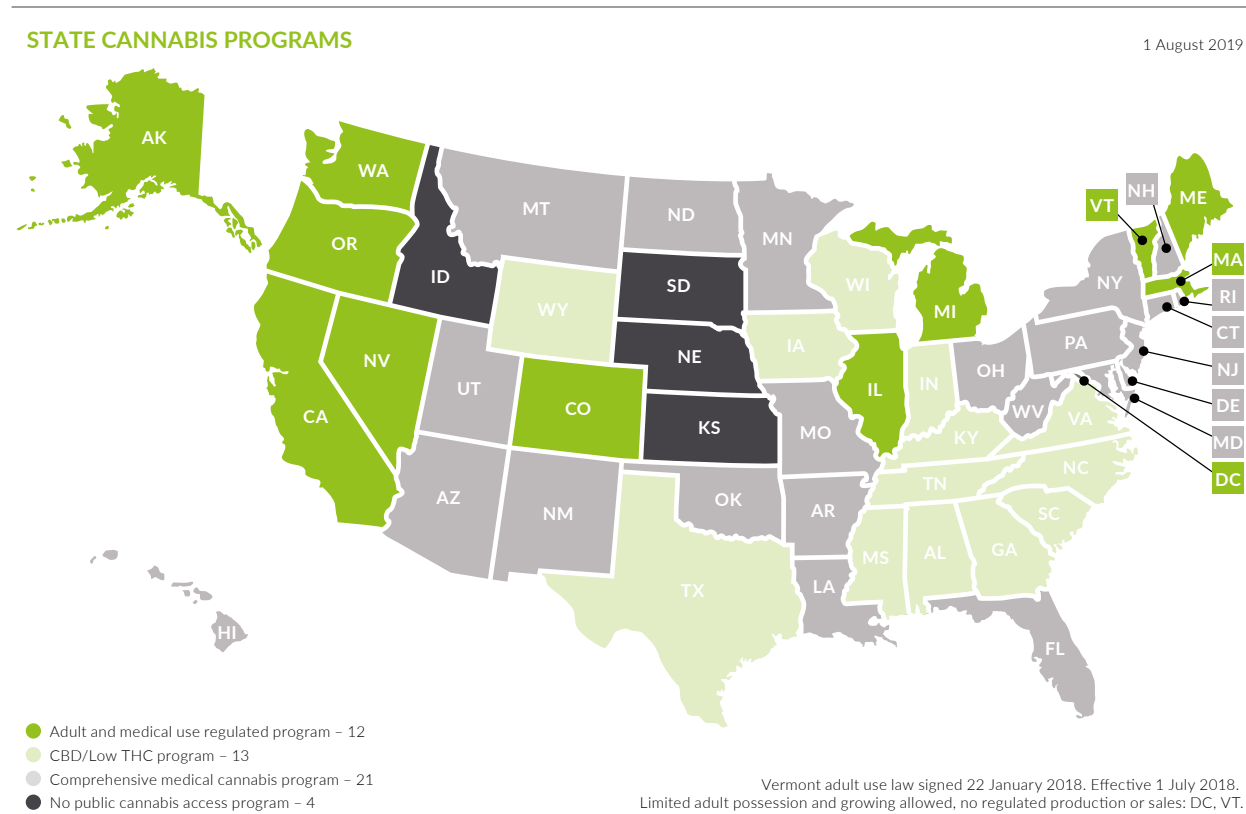 STATE CANNABIS PROGRAMS
1 August 2019
AK
WA
MT
ND
MN
OR
ID
SD
WY
WI
MI
NY
VT
NH
ME
MA
RI
CT
NJ
DE
MD
DC
NV
UT
CO
NE
IA
IL
IN
OH
PA
CA
KS
MO
WV
VA
KY
AZ
NM
OK
AR
TN
NC
SC
TX
LA
MS
AL
GA
HI
FL
Adult and medical use regulated program – 12
CBD/Low THC program – 13
Comprehensive medical cannabis program – 21
No public cannabis access program – 4
Vermont adult use law signed 22 January 2018. Effective 1 July 2018.
Limited adult possession and growing allowed, no regulated production or sales: DC, VT.